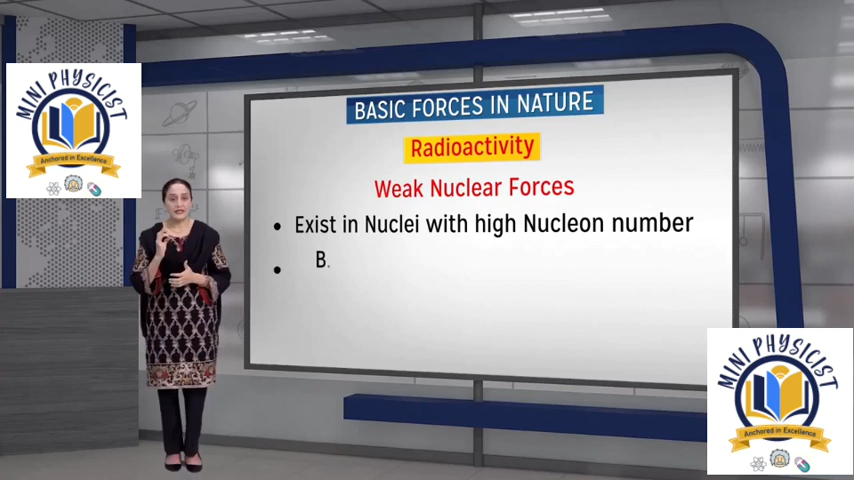 MINI PHYSICIST
Anchored in Excellence
BASIC FORCES IN NATURE
Radioactivity
Weak Nuclear Forces
• Exist in Nuclei with high Nucleon number
• B.
MINI PHYSICIST
Anchored in Excellence